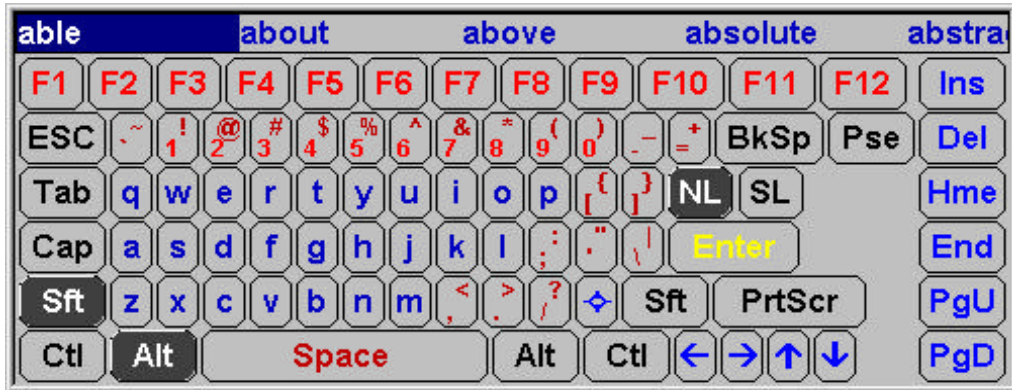 able about above absolute abstra
F1 F2 F3 F4 F5 F6 F7 F8 F9 F10 F11 F12 Ins
ESC ` ~ 1 ! 2 @ 3 # 4 $ 5 % 6 ^ 7 & 8 * 9 ( 0 ) - _ = + BkSp Pse Del
Tab q w e r t y u i o p [ { ] } NL SL Hme
Cap a s d f g h j k l ; : ' " \ | Enter End
Sft z x c v b n m , < . > / ? Sft PrtScr PgU
Ctl Alt Space Alt Ctl ← → ↑ ↓ PgD